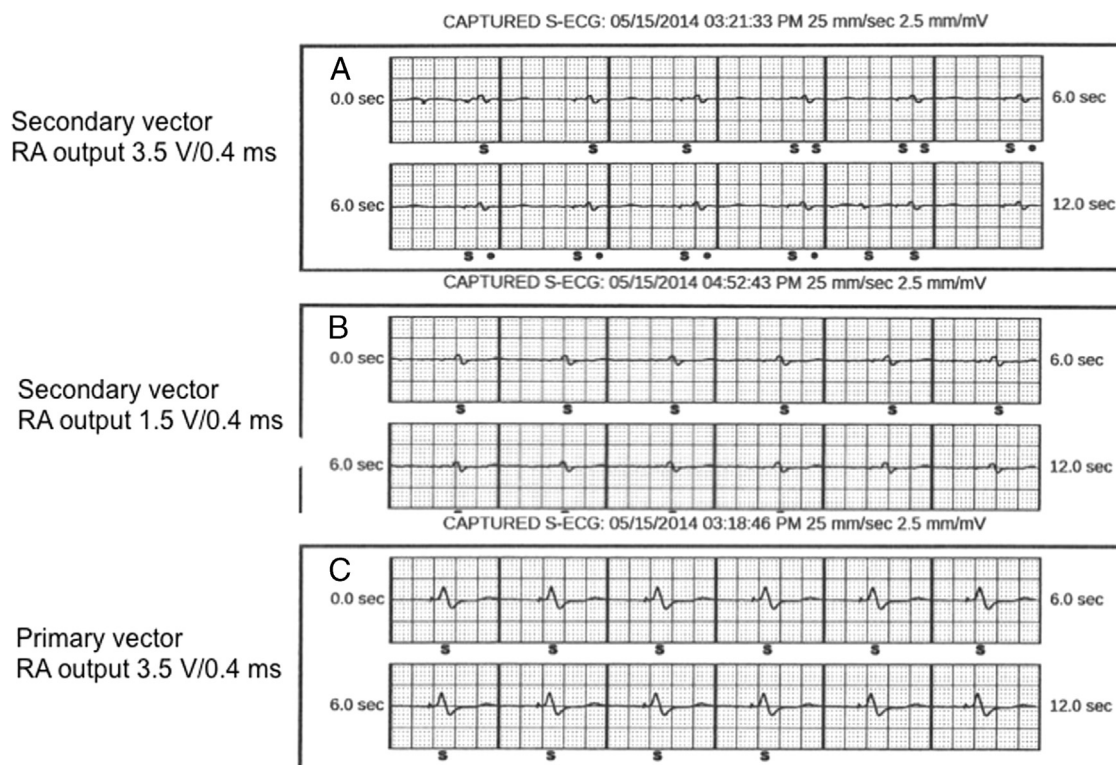 CAPTURED S-ECG: 05/15/2014 03:21:33 PM 25 mm/sec 2.5 mm/mV
Secondary vector
RA output 3.5 V/0.4 ms
A
0.0 sec
6.0 sec
S S S S S S S S •
6.0 sec
12.0 sec
S • S • S • S • S S
CAPTURED S-ECG: 05/15/2014 04:52:43 PM 25 mm/sec 2.5 mm/mV
Secondary vector
RA output 1.5 V/0.4 ms
B
0.0 sec
6.0 sec
S S S S S S
6.0 sec
12.0 sec
CAPTURED S-ECG: 05/15/2014 03:18:46 PM 25 mm/sec 2.5 mm/mV
Primary vector
RA output 3.5 V/0.4 ms
C
0.0 sec
6.0 sec
S S S S S S
6.0 sec
12.0 sec
S S S S